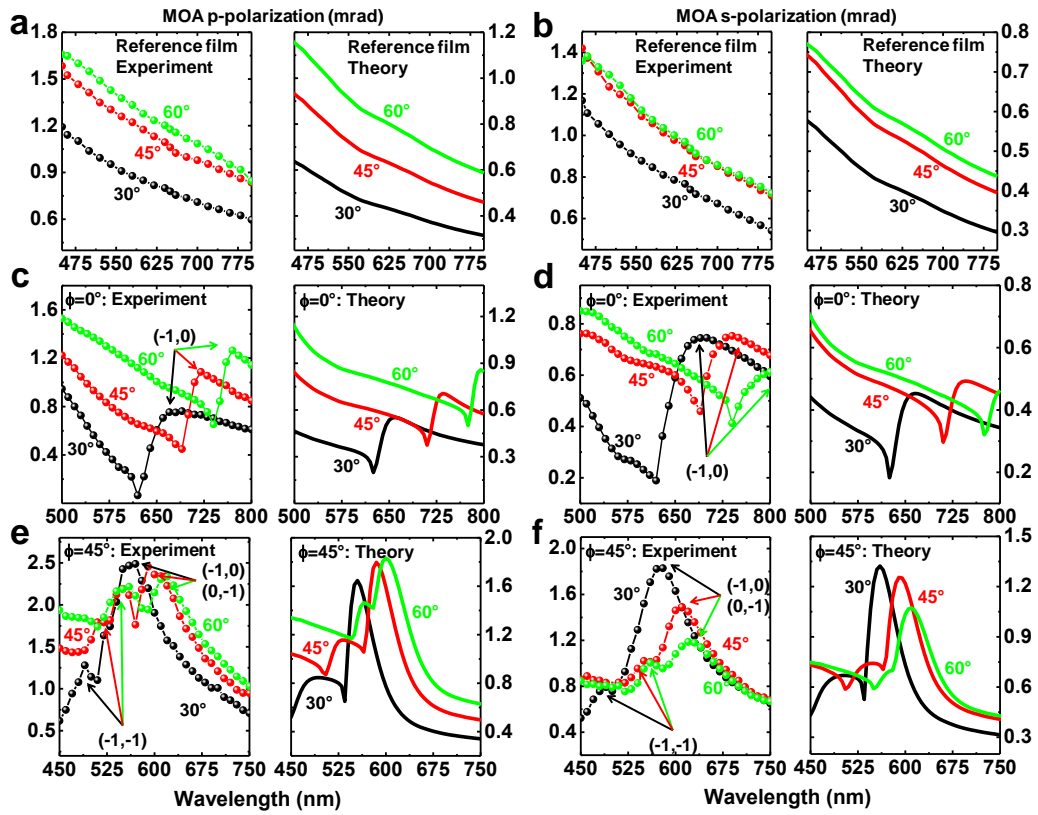 MOA p-polarization (mrad)
MOA s-polarization (mrad)
a
1.8
1.5
1.2
0.9
0.6
Reference film
Experiment
60°
45°
30°
475 550 625 700 775
Reference film
Theory
60°
45°
30°
1.2
1.0
0.8
0.6
0.4
475 550 625 700 775
b
1.4
1.2
1.0
0.8
0.6
Reference film
Experiment
60°
45°
30°
475 550 625 700 775
Reference film
Theory
60°
45°
30°
0.8
0.7
0.6
0.5
0.4
0.3
475 550 625 700 775
c
1.6
1.2
0.8
0.4
ϕ=0°: Experiment
(-1,0)
60°
45°
30°
500 575 650 725 800
ϕ=0°: Theory
60°
45°
30°
1.2
0.9
0.6
0.3
500 575 650 725 800
d
0.8
0.6
0.4
0.2
0.0
ϕ=0°: Experiment
60°
45°
30°
(-1,0)
500 575 650 725 800
ϕ=0°: Theory
60°
45°
30°
0.8
0.6
0.4
0.2
500 575 650 725 800
e
2.5
2.0
1.5
1.0
0.5
ϕ=45°: Experiment
(-1,0)
(0,-1)
45°
60°
30°
(-1,-1)
450 525 600 675 750
ϕ=45°: Theory
60°
45°
30°
2.0
1.6
1.2
0.8
0.4
450 525 600 675 750
f
2.0
1.6
1.2
0.8
0.4
ϕ=45°: Experiment
30°
(-1,0)
(0,-1)
45°
60°
(-1,-1)
450 525 600 675 750
ϕ=45°: Theory
30°
45°
60°
1.3
1.0
0.6
0.3
450 525 600 675 750
Wavelength (nm)
Wavelength (nm)